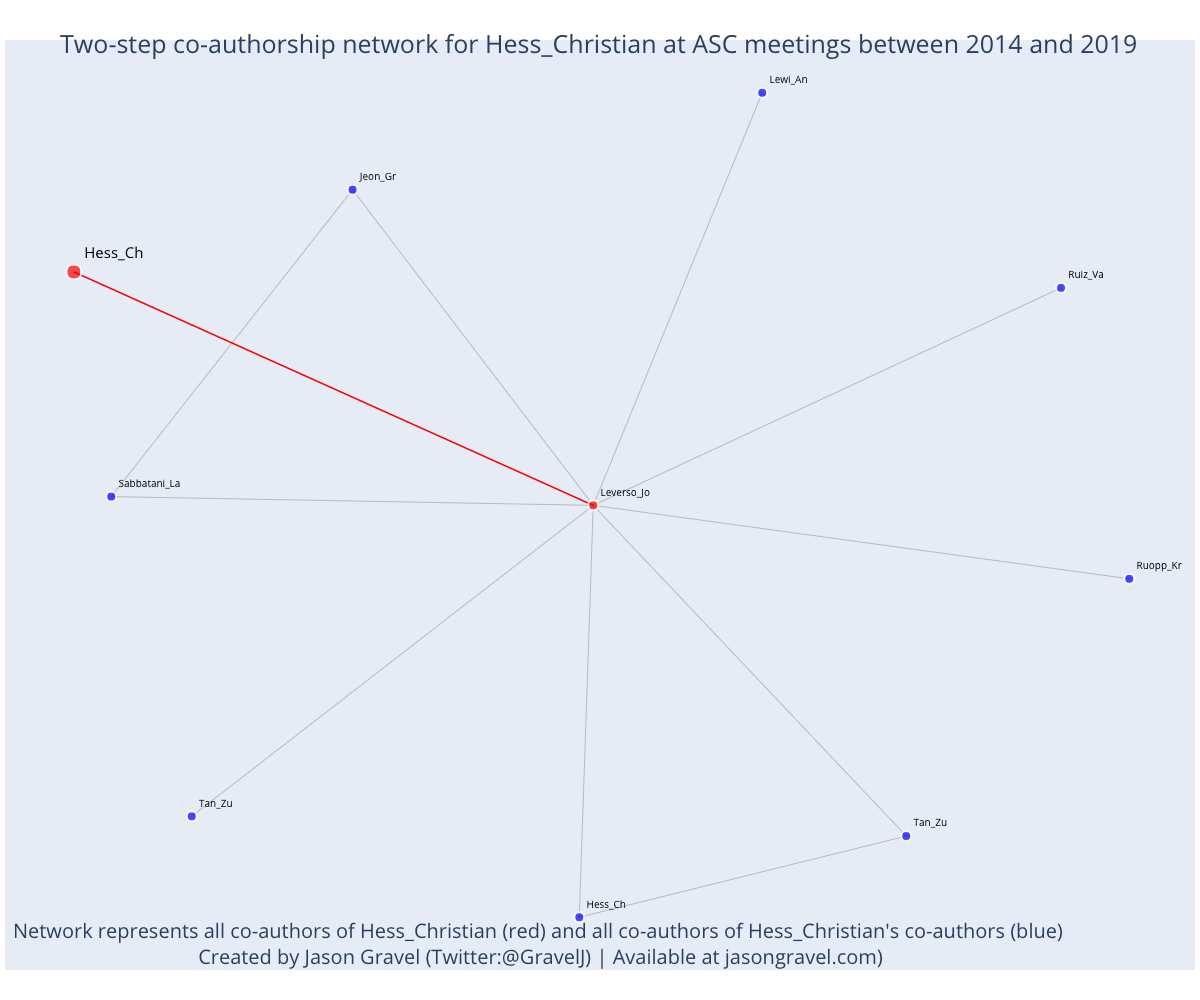 Two-step co-authorship network for Hess_Christian at ASC meetings between 2014 and 2019
Lewi_An
Jeon_Gr
Hess_Ch
Ruiz_Va
Sabbatani_La
Leverso_Jo
Ruopp_Kr
Tan_Zu
Tan_Zu
Hess_Ch
Network represents all co-authors of Hess_Christian (red) and all co-authors of Hess_Christian's co-authors (blue)
Created by Jason Gravel (Twitter:@GravelJ) | Available at jasongravel.com)